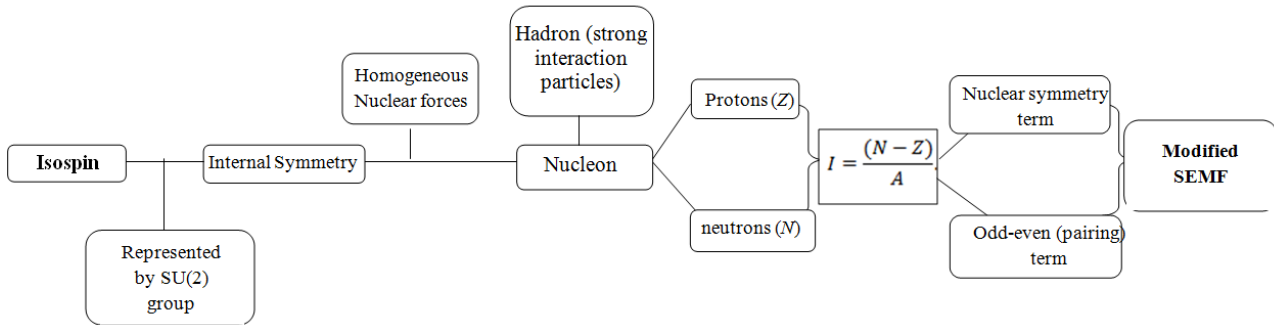 Isospin
Represented
by SU(2)
group
Internal Symmetry
Homogeneous
Nuclear forces
Hadron (strong
interaction
particles)
Nucleon
Protons (Z)
neutrons (N)
I = (N − Z) / A
Nuclear symmetry
term
Odd-even (pairing)
term
Modified
SEMF